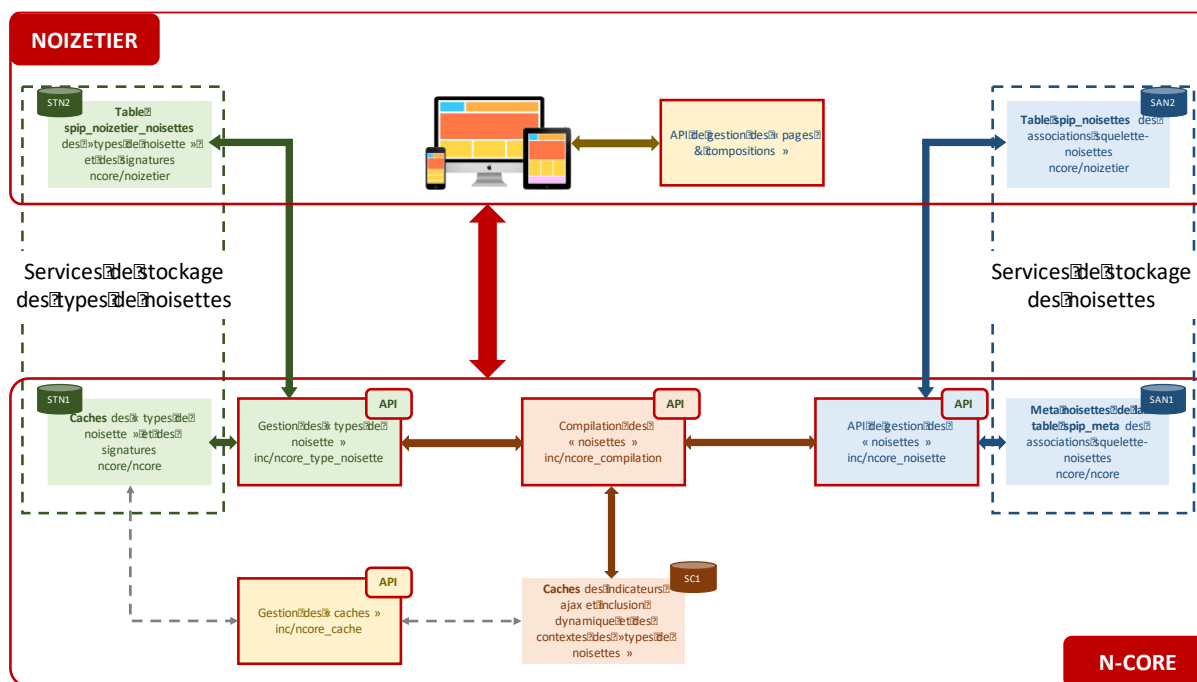 NOIZETIER
STN2
Table
spip_noizetier_noisettes
des »types de noisette »
et des signatures
ncore/noizetier
API de gestion des « pages
& compositions »
SAN2
Table spip_noisettes des
associations squelette-
noisettes
ncore/noizetier
Services de stockage
des types de noisettes
Services de stockage
des noisettes
STN1
Caches des « types de
noisette » et des
signatures
ncore/ncore
API
Gestion des « types de
noisette »
inc/ncore_type_noisette
API
Compilation des
« noisettes »
inc/ncore_compilation
API
API de gestion des
« noisettes »
inc/ncore_noisette
SAN1
Meta noisettes de la
table spip_meta des
associations squelette-
noisettes
ncore/ncore
API
Gestion des « caches »
inc/ncore_cache
SC1
Caches des indicateurs
ajax et inclusion
dynamique et des
contextes des »types de
noisettes »
N-CORE